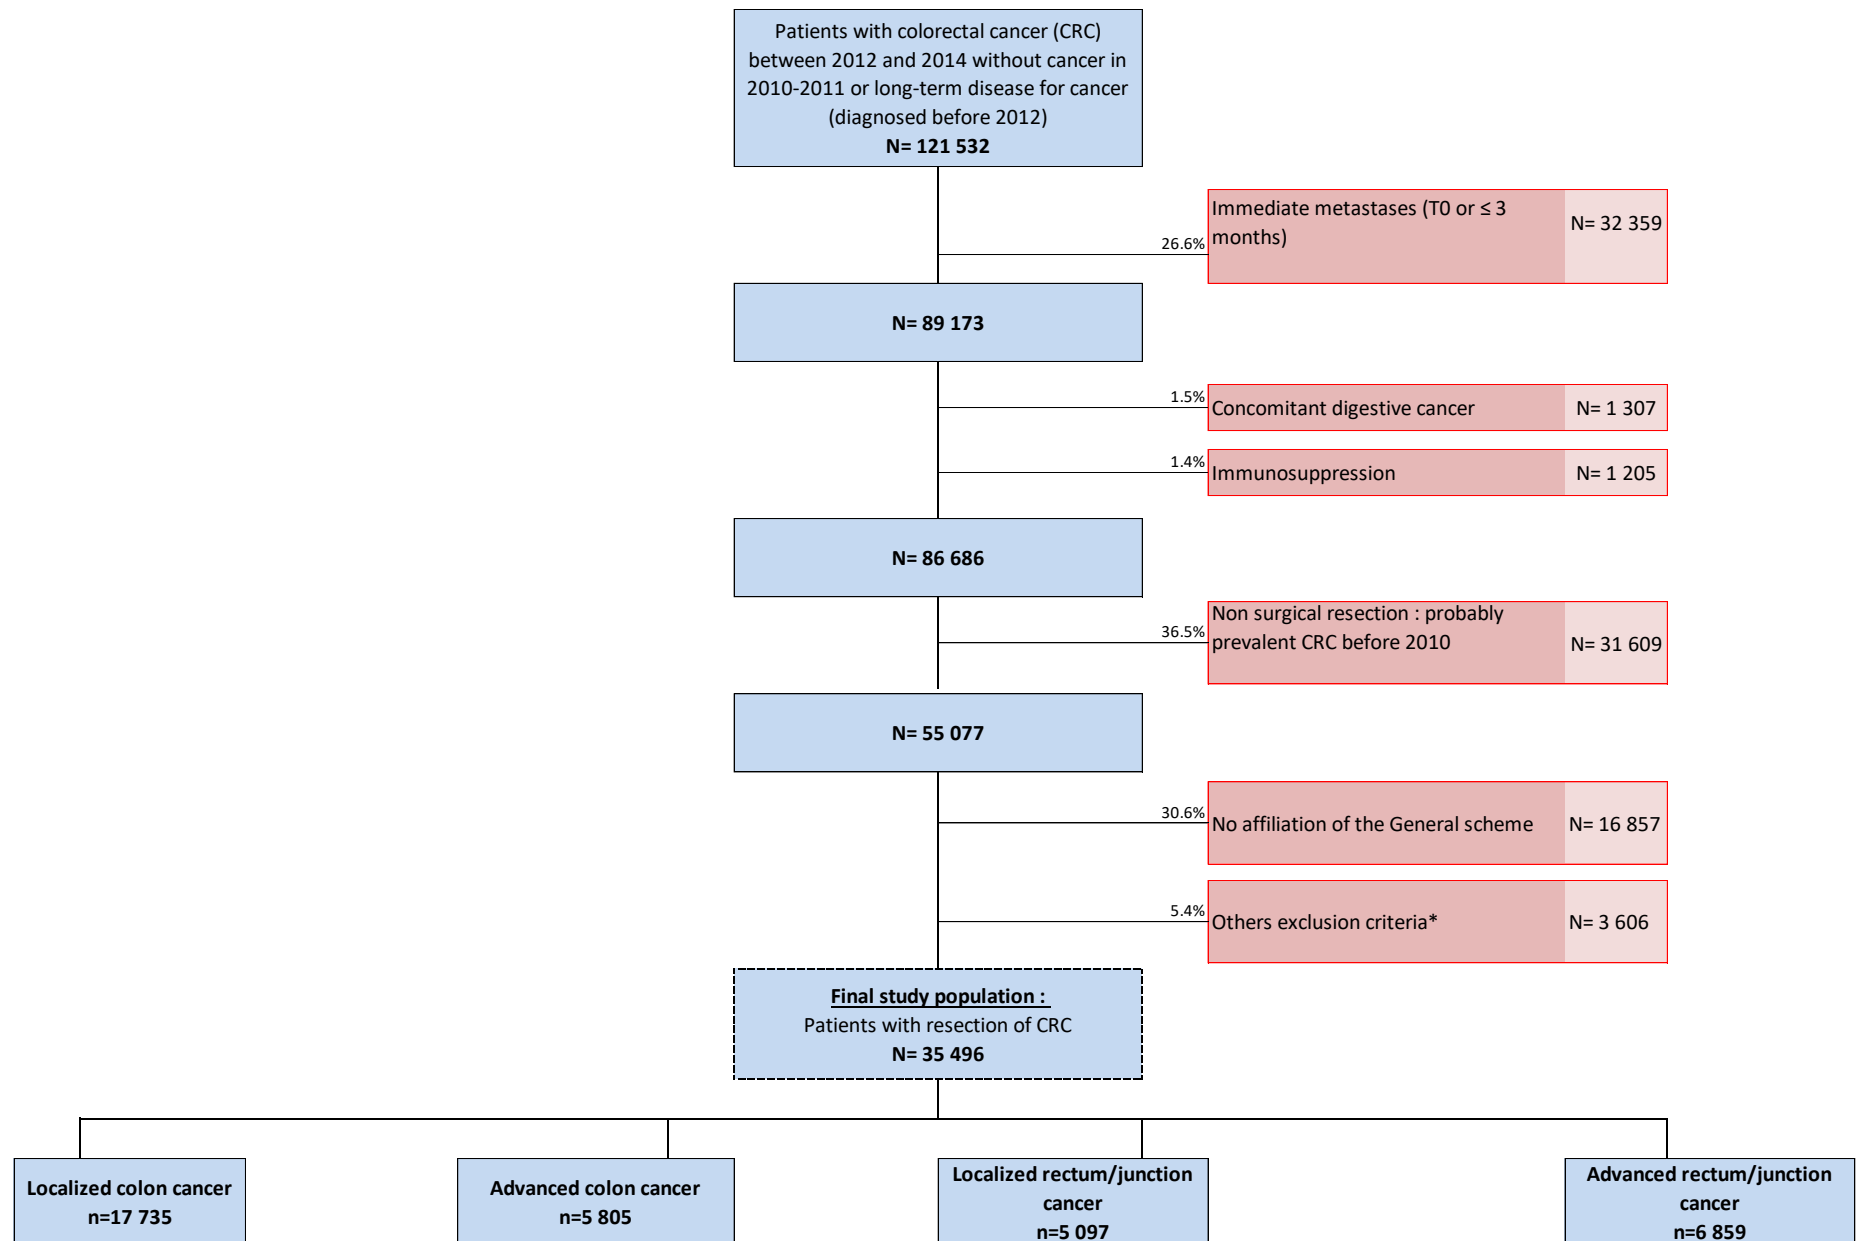 Patients with colorectal cancer (CRC)
between 2012 and 2014 without cancer in
2010-2011 or long-term disease for cancer
(diagnosed before 2012)
N= 121 532
Immediate metastases (T0 or ≤ 3
months)
N= 32 359
26.6%
N= 89 173
1.5%
Concomitant digestive cancer
N= 1 307
1.4%
Immunosuppression
N= 1 205
N= 86 686
Non surgical resection : probably
prevalent CRC before 2010
36.5%
N= 31 609
N= 55 077
30.6%
No affiliation of the General scheme
N= 16 857
5.4%
Others exclusion criteria*
N= 3 606
Final study population :
Patients with resection of CRC
N= 35 496
Localized colon cancer
n=17 735
Advanced colon cancer
n=5 805
Localized rectum/junction
cancer
n=5 097
Advanced rectum/junction
cancer
n=6 859